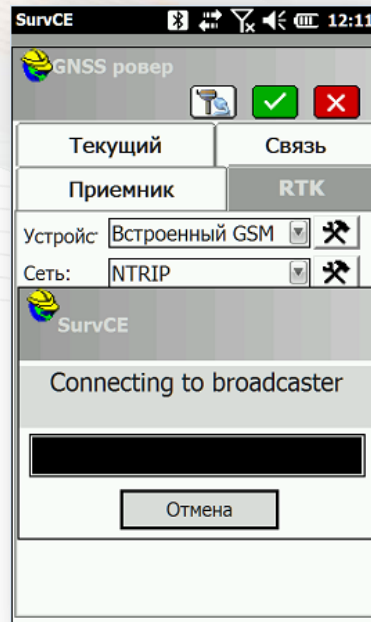 SurvCE 12:11
GNSS ровер
Текущий Связь
Приемник RTK
Устройс Встроенный GSM
Сеть: NTRIP
SurvCE
Connecting to broadcaster
Отмена